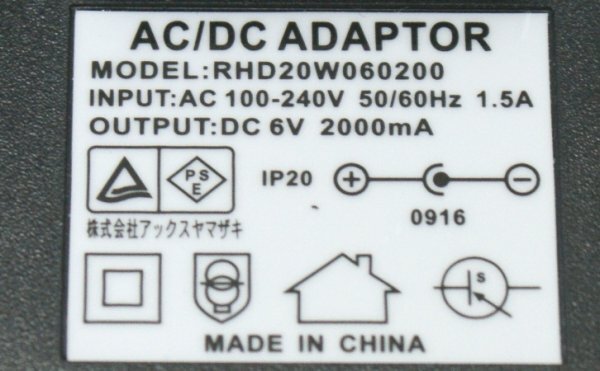 AC/DC ADAPTOR
MODEL:RHD20W060200
INPUT:AC 100-240V 50/60Hz 1.5A
OUTPUT:DC 6V 2000mA
PSE
IP20
0916
株式会社アックスヤマザキ
S
MADE IN CHINA